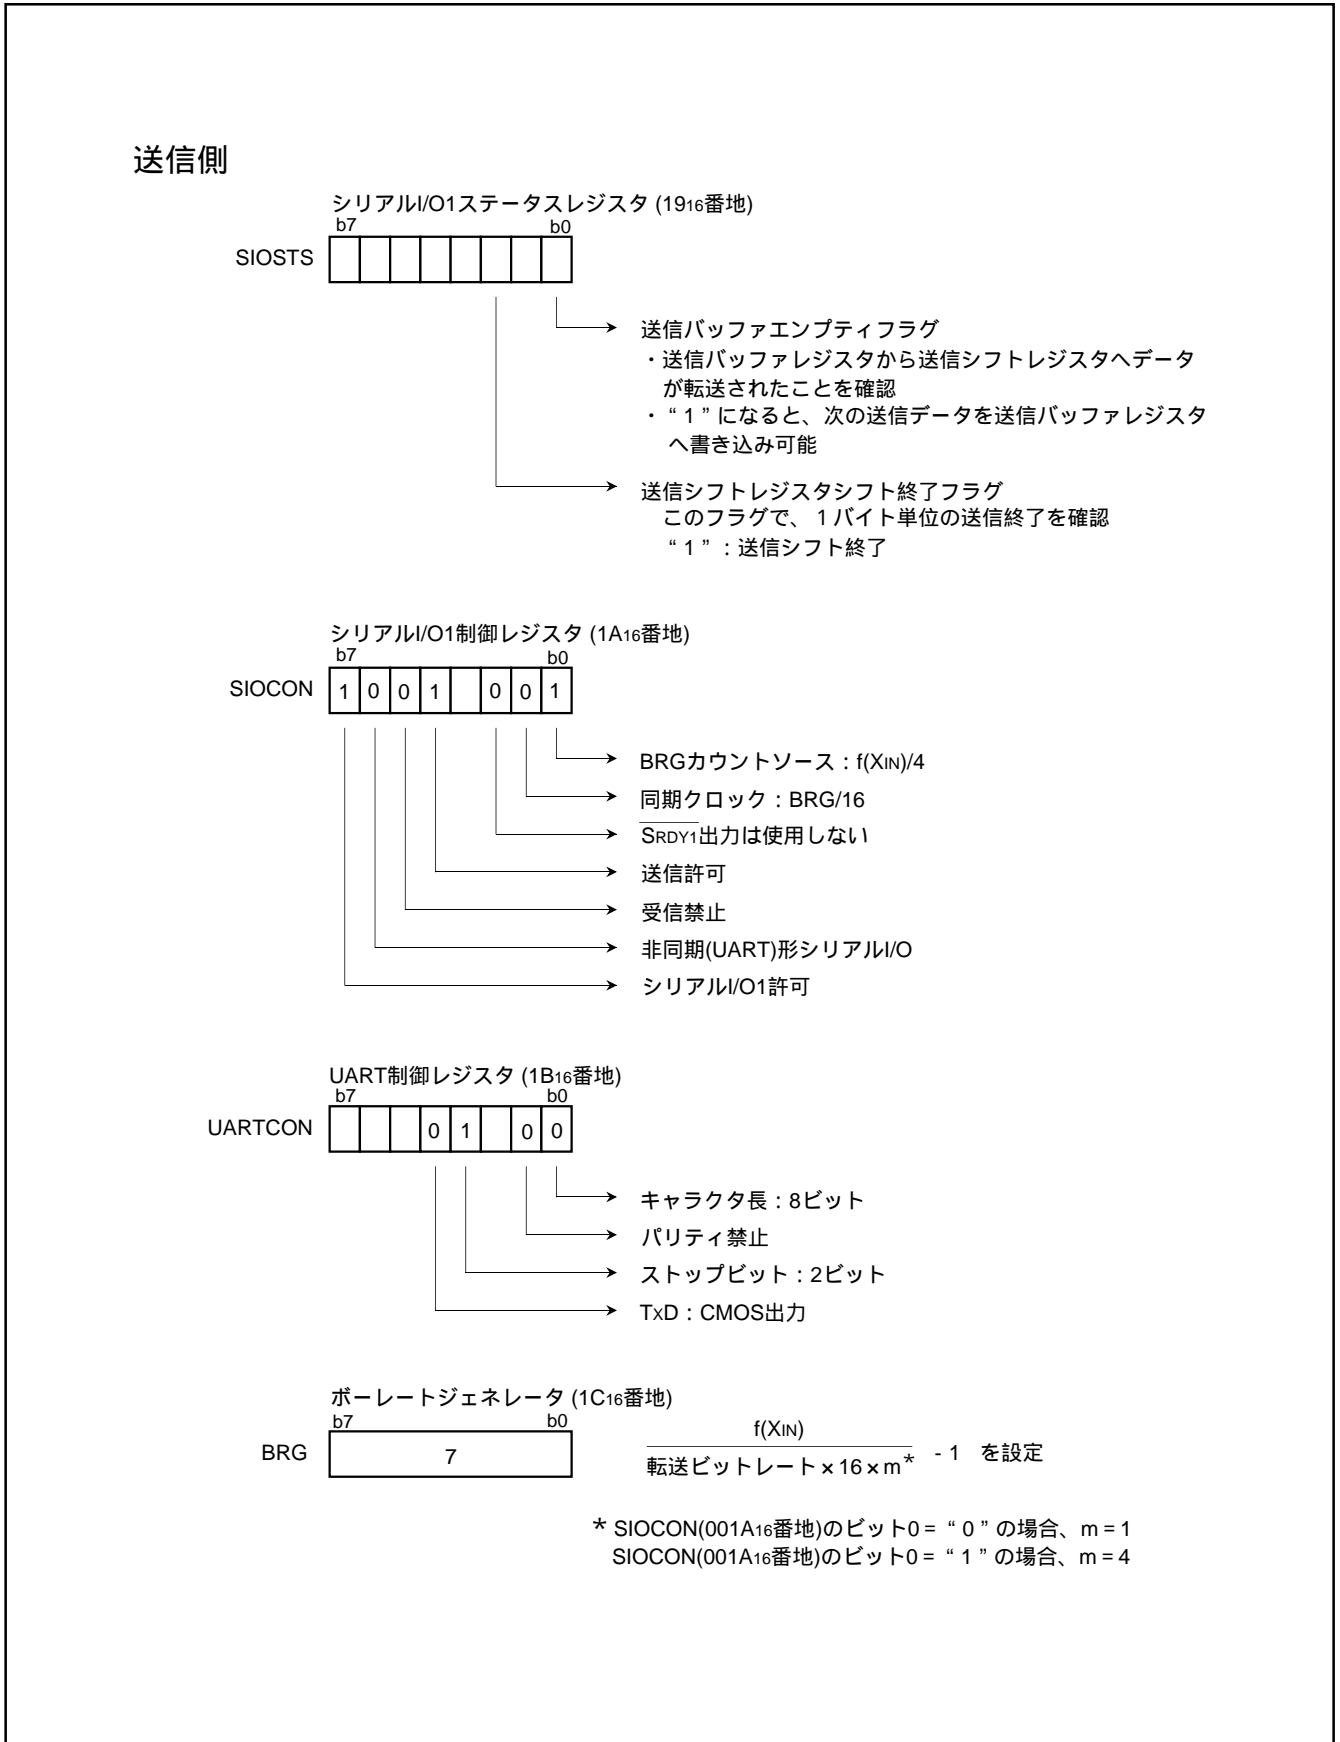 送信側
シリアルI/O1ステータスレジスタ (1916番地)
b7 b0
SIOSTS
送信バッファエンプティフラグ
・送信バッファレジスタから送信シフトレジスタへデータ
が転送されたことを確認
・“1”になると、次の送信データを送信バッファレジスタ
へ書き込み可能
送信シフトレジスタシフト終了フラグ
このフラグで、1バイト単位の送信終了を確認
“1”:送信シフト終了
シリアルI/O1制御レジスタ (1A16番地)
b7 b0
SIOCON 1 0 0 1 0 0 1
BRGカウントソース:f(XIN)/4
同期クロック:BRG/16
SRDY1出力は使用しない
送信許可
受信禁止
非同期(UART)形シリアルI/O
シリアルI/O1許可
UART制御レジスタ (1B16番地)
b7 b0
UARTCON 0 1 0 0
キャラクタ長:8ビット
パリティ禁止
ストップビット:2ビット
TxD:CMOS出力
ボーレートジェネレータ (1C16番地)
b7 b0
BRG 7
f(XIN)
転送ビットレート×16×m* - 1 を設定
* SIOCON(001A16番地)のビット0=“0”の場合、m=1
SIOCON(001A16番地)のビット0=“1”の場合、m=4